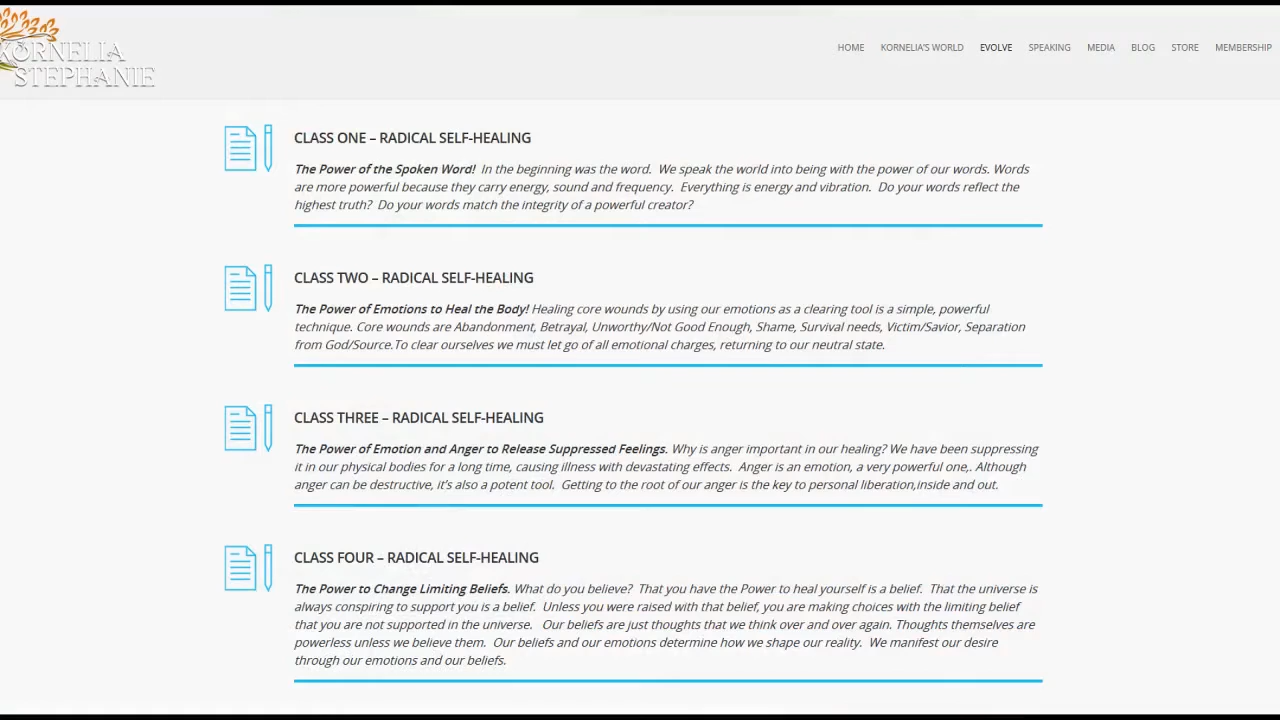 KORNELIA
STEPHANIE
HOME KORNELIA'S WORLD EVOLVE SPEAKING MEDIA BLOG STORE MEMBERSHIP
CLASS ONE – RADICAL SELF-HEALING
The Power of the Spoken Word! In the beginning was the word. We speak the world into being with the power of our words. Words
are more powerful because they carry energy, sound and frequency. Everything is energy and vibration. Do your words reflect the
highest truth? Do your words match the integrity of a powerful creator?
CLASS TWO – RADICAL SELF-HEALING
The Power of Emotions to Heal the Body! Healing core wounds by using our emotions as a clearing tool is a simple, powerful
technique. Core wounds are Abandonment, Betrayal, Unworthy/Not Good Enough, Shame, Survival needs, Victim/Savior, Separation
from God/Source.To clear ourselves we must let go of all emotional charges, returning to our neutral state.
CLASS THREE – RADICAL SELF-HEALING
The Power of Emotion and Anger to Release Suppressed Feelings. Why is anger important in our healing? We have been suppressing
it in our physical bodies for a long time, causing illness with devastating effects. Anger is an emotion, a very powerful one,. Although
anger can be destructive, it's also a potent tool. Getting to the root of our anger is the key to personal liberation,inside and out.
CLASS FOUR – RADICAL SELF-HEALING
The Power to Change Limiting Beliefs. What do you believe? That you have the Power to heal yourself is a belief. That the universe is
always conspiring to support you is a belief. Unless you were raised with that belief, you are making choices with the limiting belief
that you are not supported in the universe. Our beliefs are just thoughts that we think over and over again. Thoughts themselves are
powerless unless we believe them. Our beliefs and our emotions determine how we shape our reality. We manifest our desire
through our emotions and our beliefs.